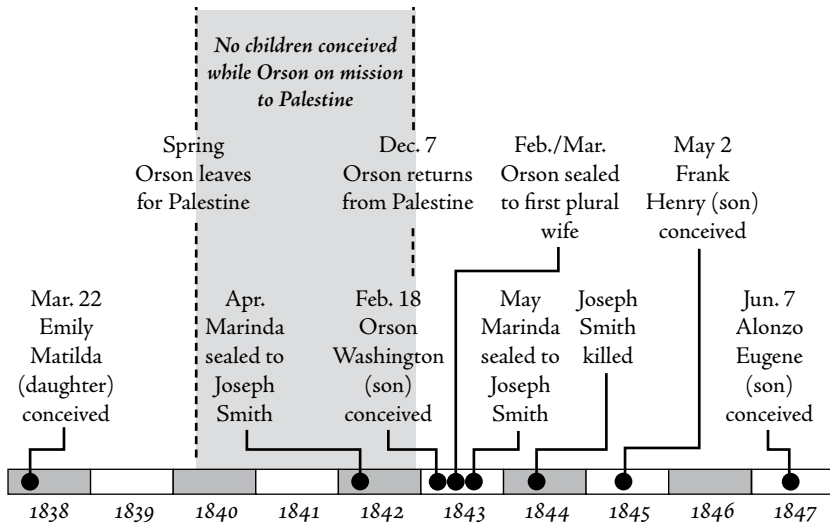 No children conceived
while Orson on mission
to Palestine
Spring
Orson leaves
for Palestine
Dec. 7
Orson returns
from Palestine
Feb./Mar.
Orson sealed
to first plural
wife
May 2
Frank
Henry (son)
conceived
Mar. 22
Emily
Matilda
(daughter)
conceived
Apr.
Marinda
sealed to
Joseph
Smith
Feb. 18
Orson
Washington
(son)
conceived
May
Marinda
sealed to
Joseph
Smith
Joseph
Smith
killed
Jun. 7
Alonzo
Eugene
(son)
conceived
1838 1839 1840 1841 1842 1843 1844 1845 1846 1847